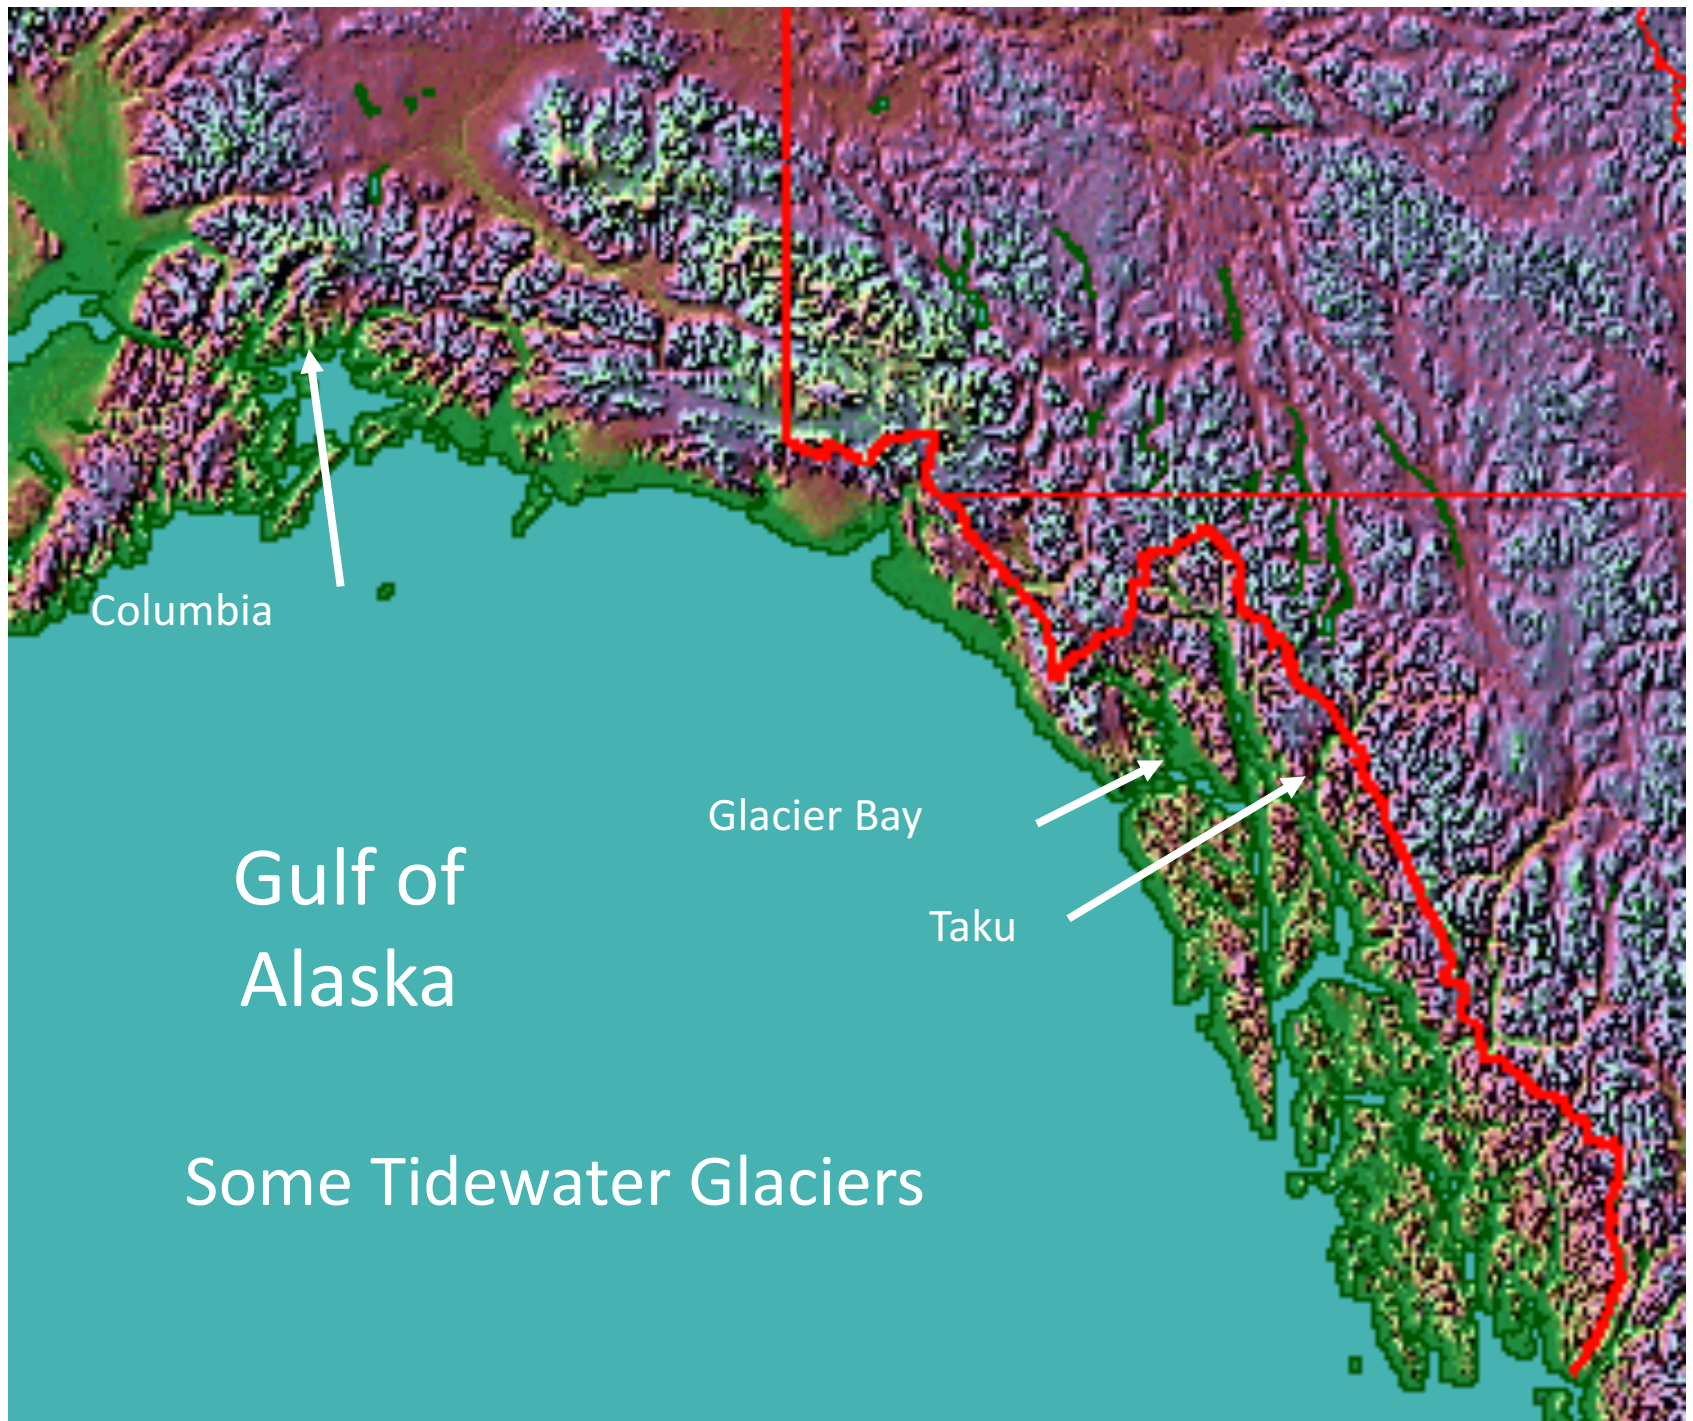 Columbia
Glacier Bay
Gulf of
Alaska
Taku
Some Tidewater Glaciers